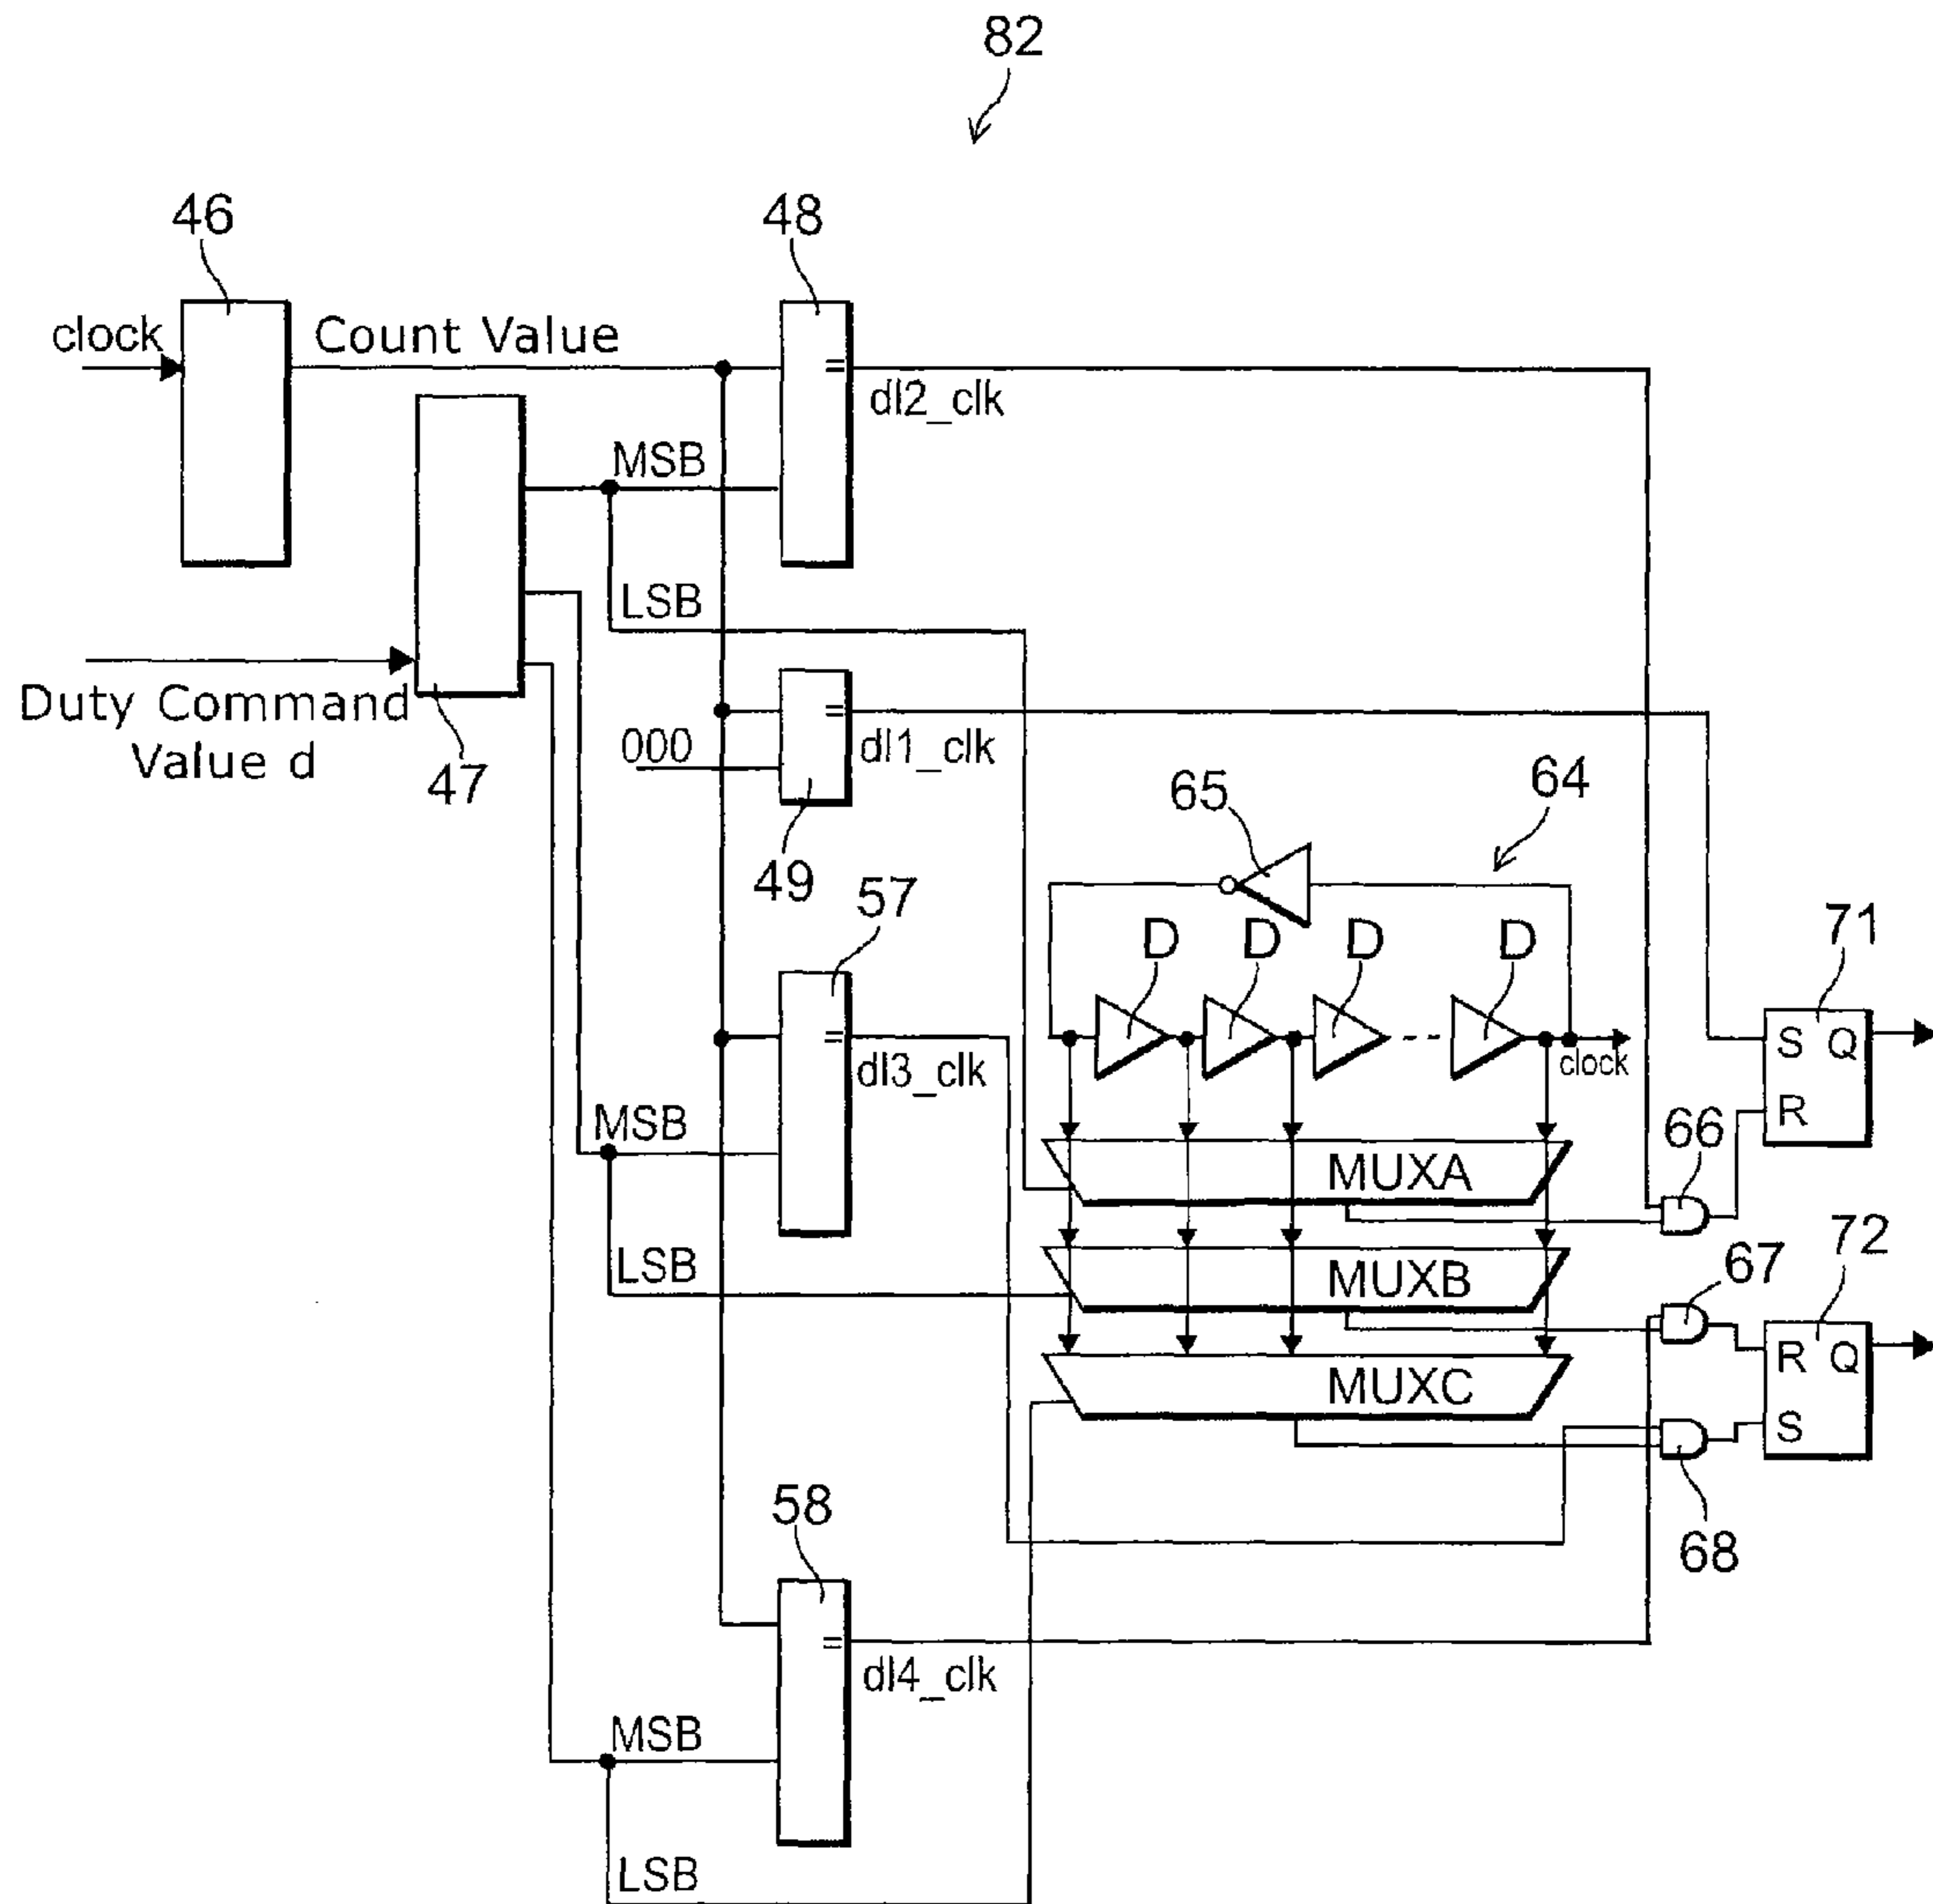 82
46
48
clock
Count Value
dl2_clk
MSB
LSB
Duty Command
Value d
47
000
dl1_clk
49
65
64
57
D D D D
71
dl3_clk
clock
S Q
R
MSB
66
MUXA
72
LSB
67
MUXB
R Q
S
MUXC
58
68
dl4_clk
MSB
LSB
=
=
=
=